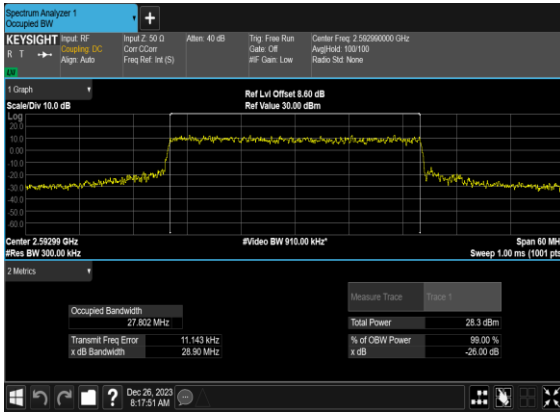 Spectrum Analyzer 1
Occupied BW
+
KEYSIGHT
R T
LW
Input: RF
Coupling: DC
Align: Auto
Input Z: 50 Ω
Corr CCorr
Freq Ref: Int (S)
Atten: 40 dB
Trig: Free Run
Gate: Off
#IF Gain: Low
Center Freq: 2.592990000 GHz
Avg|Hold: 100/100
Radio Std: None
1 Graph
Scale/Div 10.0 dB
Ref Lvl Offset 8.60 dB
Ref Value 30.00 dBm
Log
20.0
10.0
0.00
-10.0
-20.0
-30.0
-40.0
-50.0
-60.0
Center 2.59299 GHz
#Res BW 300.00 kHz
#Video BW 910.00 kHz*
Span 60 MH
Sweep 1.00 ms (1001 pts
2 Metrics
Measure Trace
Trace 1
Occupied Bandwidth
27.802 MHz
Total Power
28.3 dBm
Transmit Freq Error
11.143 kHz
% of OBW Power
99.00 %
x dB Bandwidth
28.90 MHz
x dB
-26.00 dB
?
Dec 26, 2023
8:17:51 AM